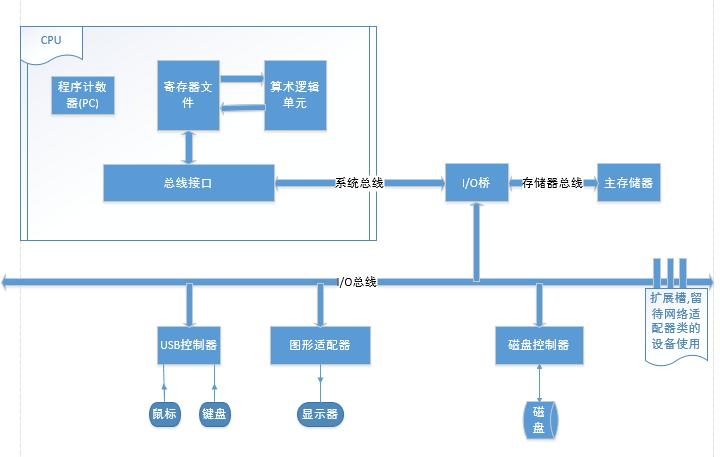 CPU
程序计数
器(PC)
寄存器文
件
算术逻辑
单元
总线接口
系统总线
I/O桥
存储器总线
主存储器
I/O总线
扩展槽,留
待网络适
配器类的
设备使用
USB控制器
图形适配器
磁盘控制器
鼠标
键盘
显示器
磁
盘